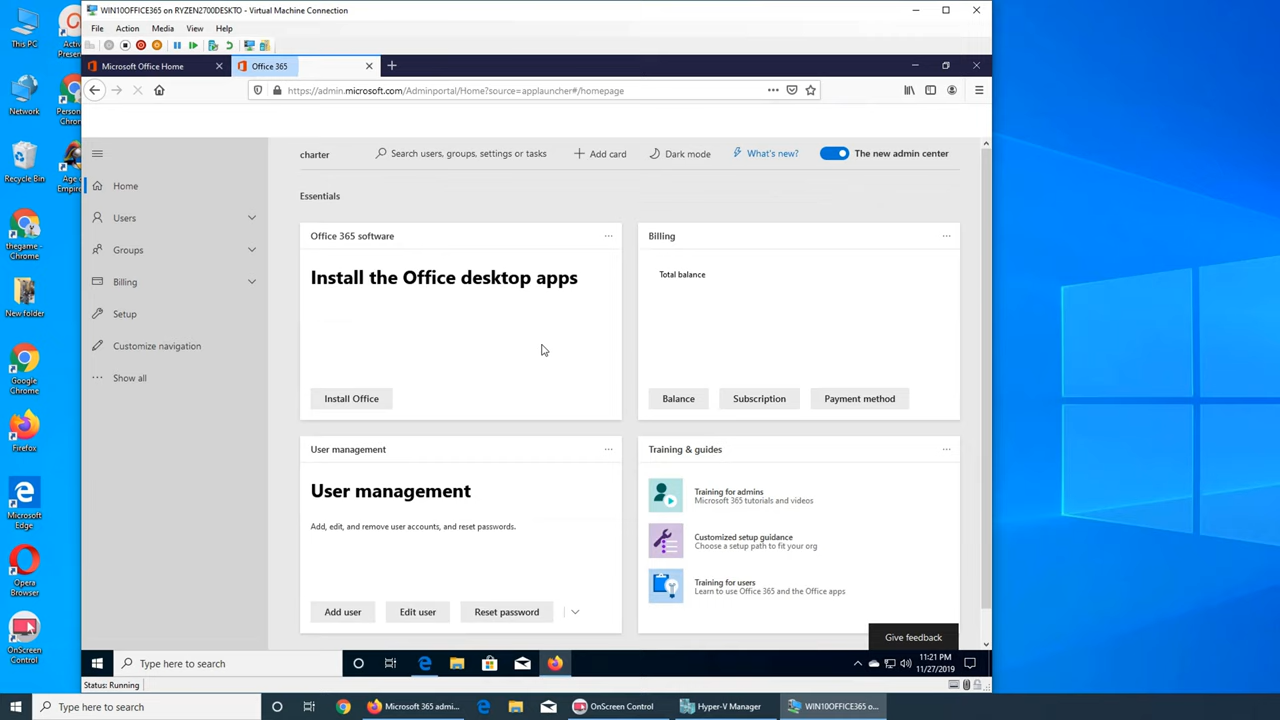 This PC
Network
Recycle Bin
thegame -
Chrome
New folder
Google
Chrome
Firefox
Microsoft
Edge
Opera
Browser
OnScreen
Control
WIN10OFFICE365 on RYZEN2700DESKTO - Virtual Machine Connection
File Action Media View Help
Microsoft Office Home
Office 365
https://admin.microsoft.com/Adminportal/Home?source=applauncher#/homepage
charter
Search users, groups, settings or tasks
Add card
Dark mode
What's new?
The new admin center
Home
Users
Groups
Billing
Setup
Customize navigation
Show all
Essentials
Office 365 software
Install the Office desktop apps
Install Office
Billing
Total balance
Balance
Subscription
Payment method
User management
User management
Add, edit, and remove user accounts, and reset passwords.
Add user
Edit user
Reset password
Training & guides
Training for admins
Microsoft 365 tutorials and videos
Customized setup guidance
Choose a setup path to fit your org
Training for users
Learn to use Office 365 and the Office apps
Give feedback
Type here to search
11:21 PM
11/27/2019
Status: Running
Type here to search
Microsoft 365 admi...
OnScreen Control
Hyper-V Manager
WIN10OFFICE365 o...